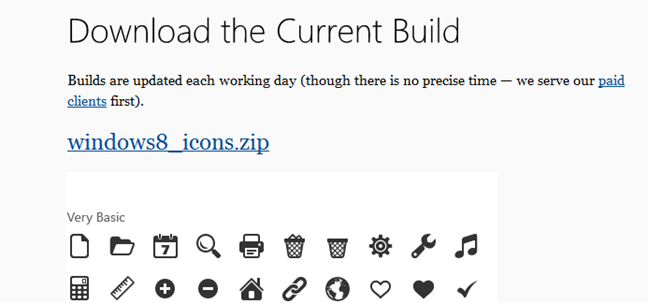 Download the Current Build
Builds are updated each working day (though there is no precise time — we serve our paid
clients first).
windows8_icons.zip
Very Basic
7